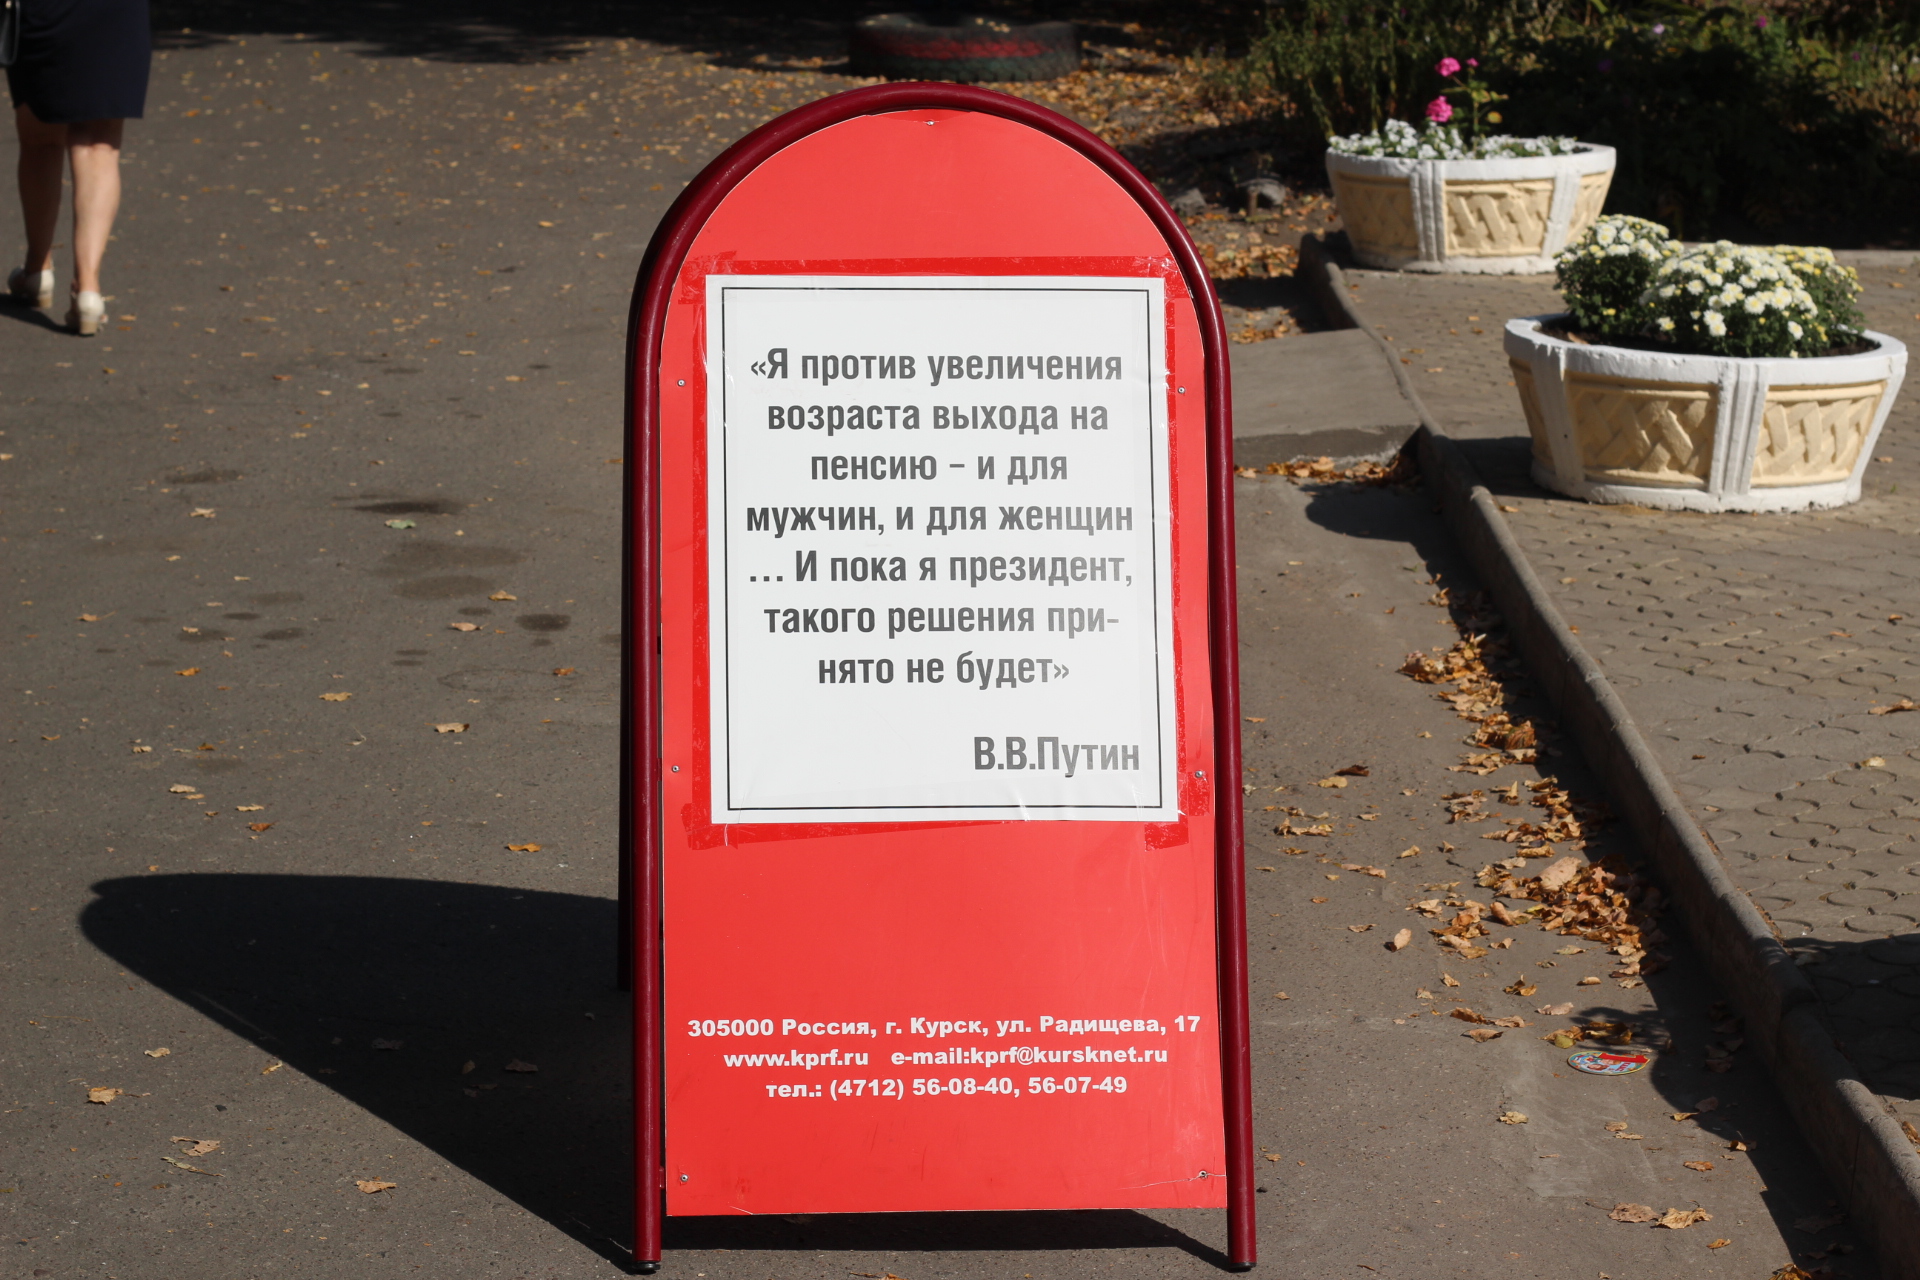 «Я против увеличения
возраста выхода на
пенсию – и для
мужчин, и для женщин
... И пока я президент,
такого решения при-
нято не будет»
В.В.Путин
305000 Россия, г. Курск, ул. Радищева, 17
www.kprf.ru e-mail:kprf@kursknet.ru
тел.: (4712) 56-08-40, 56-07-49